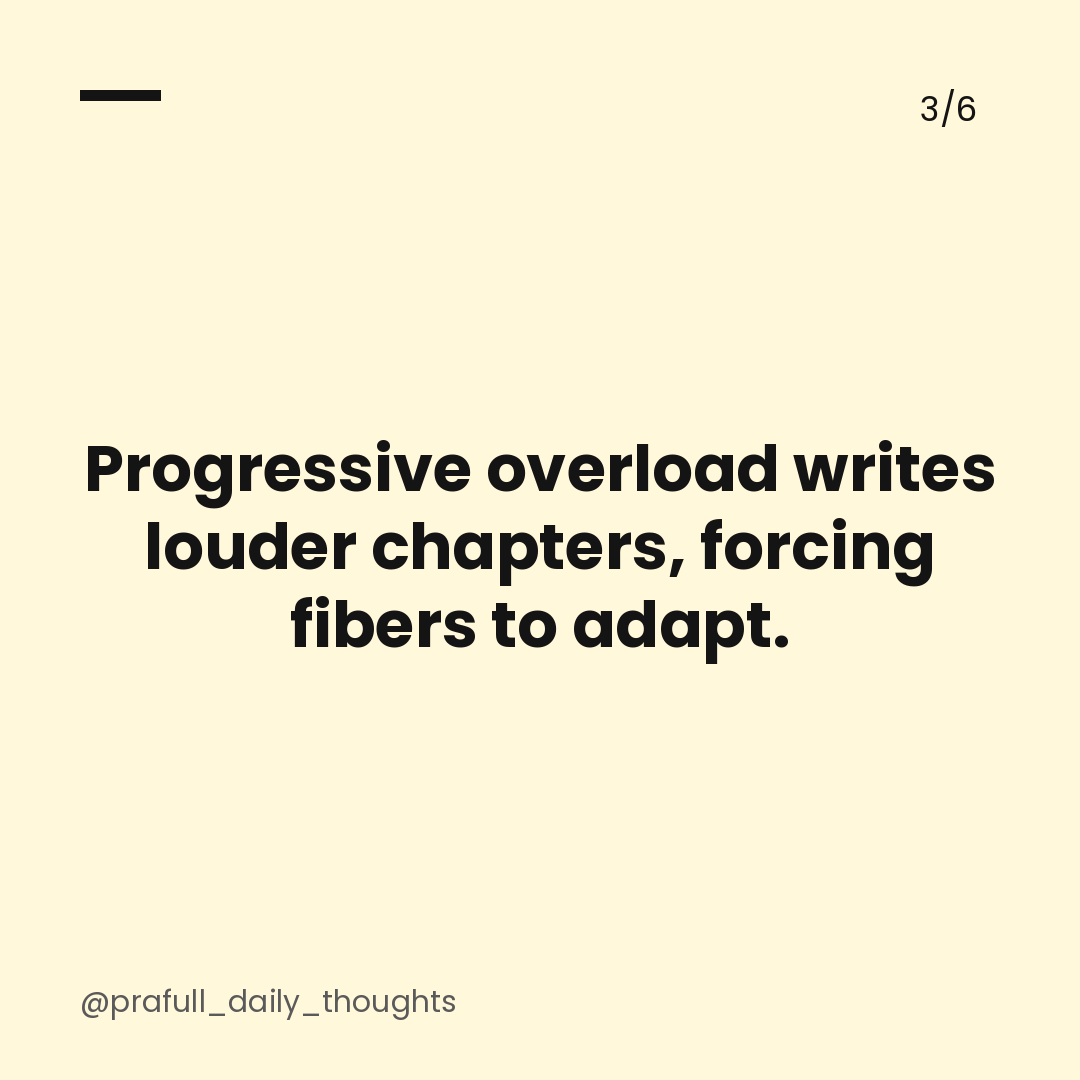 3/6
Progressive overload writes
louder chapters, forcing
fibers to adapt.
@prafull_daily_thoughts